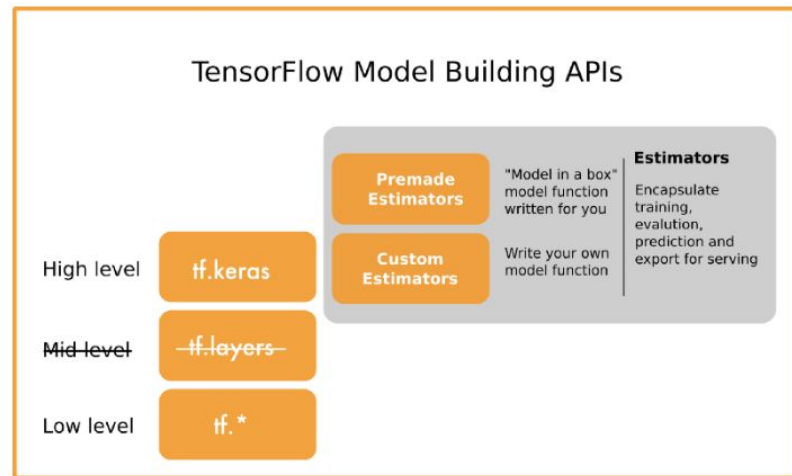 TensorFlow Model Building APIs
Premade
Estimators
"Model in a box"
model function
written for you
Estimators
Encapsulate
training,
evalution,
prediction and
export for serving
Custom
Estimators
Write your own
model function
High level
tf.keras
Mid level
tf.layers
Low level
tf.*